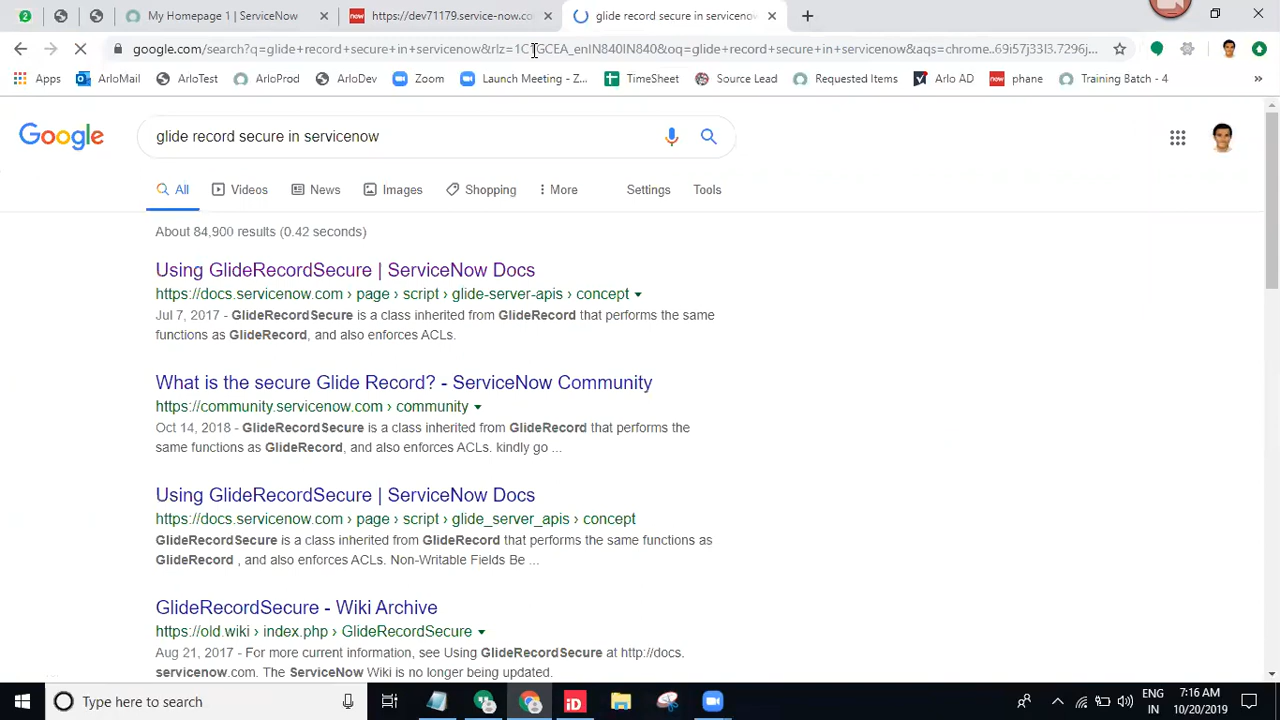 My Homepage 1 | ServiceNow
https://dev71179.service-now.co
glide record secure in servicenow
google.com/search?q=glide+record+secure+in+servicenow&rlz=1C1GCEA_enIN840IN840&oq=glide+record+secure+in+servicenow&aqs=chrome..69i57j33l3.7296j...
Apps
ArloMail
ArloTest
ArloProd
ArloDev
Zoom
Launch Meeting - Z...
TimeSheet
Source Lead
Requested Items
Arlo AD
now phane
Training Batch - 4
»
Google
glide record secure in servicenow
All
Videos
News
Images
Shopping
More
Settings
Tools
About 84,900 results (0.42 seconds)
Using GlideRecordSecure | ServiceNow Docs
https://docs.servicenow.com › page › script › glide-server-apis › concept
Jul 7, 2017 - GlideRecordSecure is a class inherited from GlideRecord that performs the same
functions as GlideRecord, and also enforces ACLs.
What is the secure Glide Record? - ServiceNow Community
https://community.servicenow.com › community
Oct 14, 2018 - GlideRecordSecure is a class inherited from GlideRecord that performs the
same functions as GlideRecord, and also enforces ACLs. kindly go ...
Using GlideRecordSecure | ServiceNow Docs
https://docs.servicenow.com › page › script › glide_server_apis › concept
GlideRecordSecure is a class inherited from GlideRecord that performs the same functions as
GlideRecord , and also enforces ACLs. Non-Writable Fields Be ...
GlideRecordSecure - Wiki Archive
https://old.wiki › index.php › GlideRecordSecure
Aug 21, 2017 - For more current information, see Using GlideRecordSecure at http://docs.
servicenow.com. The ServiceNow Wiki is no longer being updated.
Type here to search
ENG
IN
7:16 AM
10/20/2019